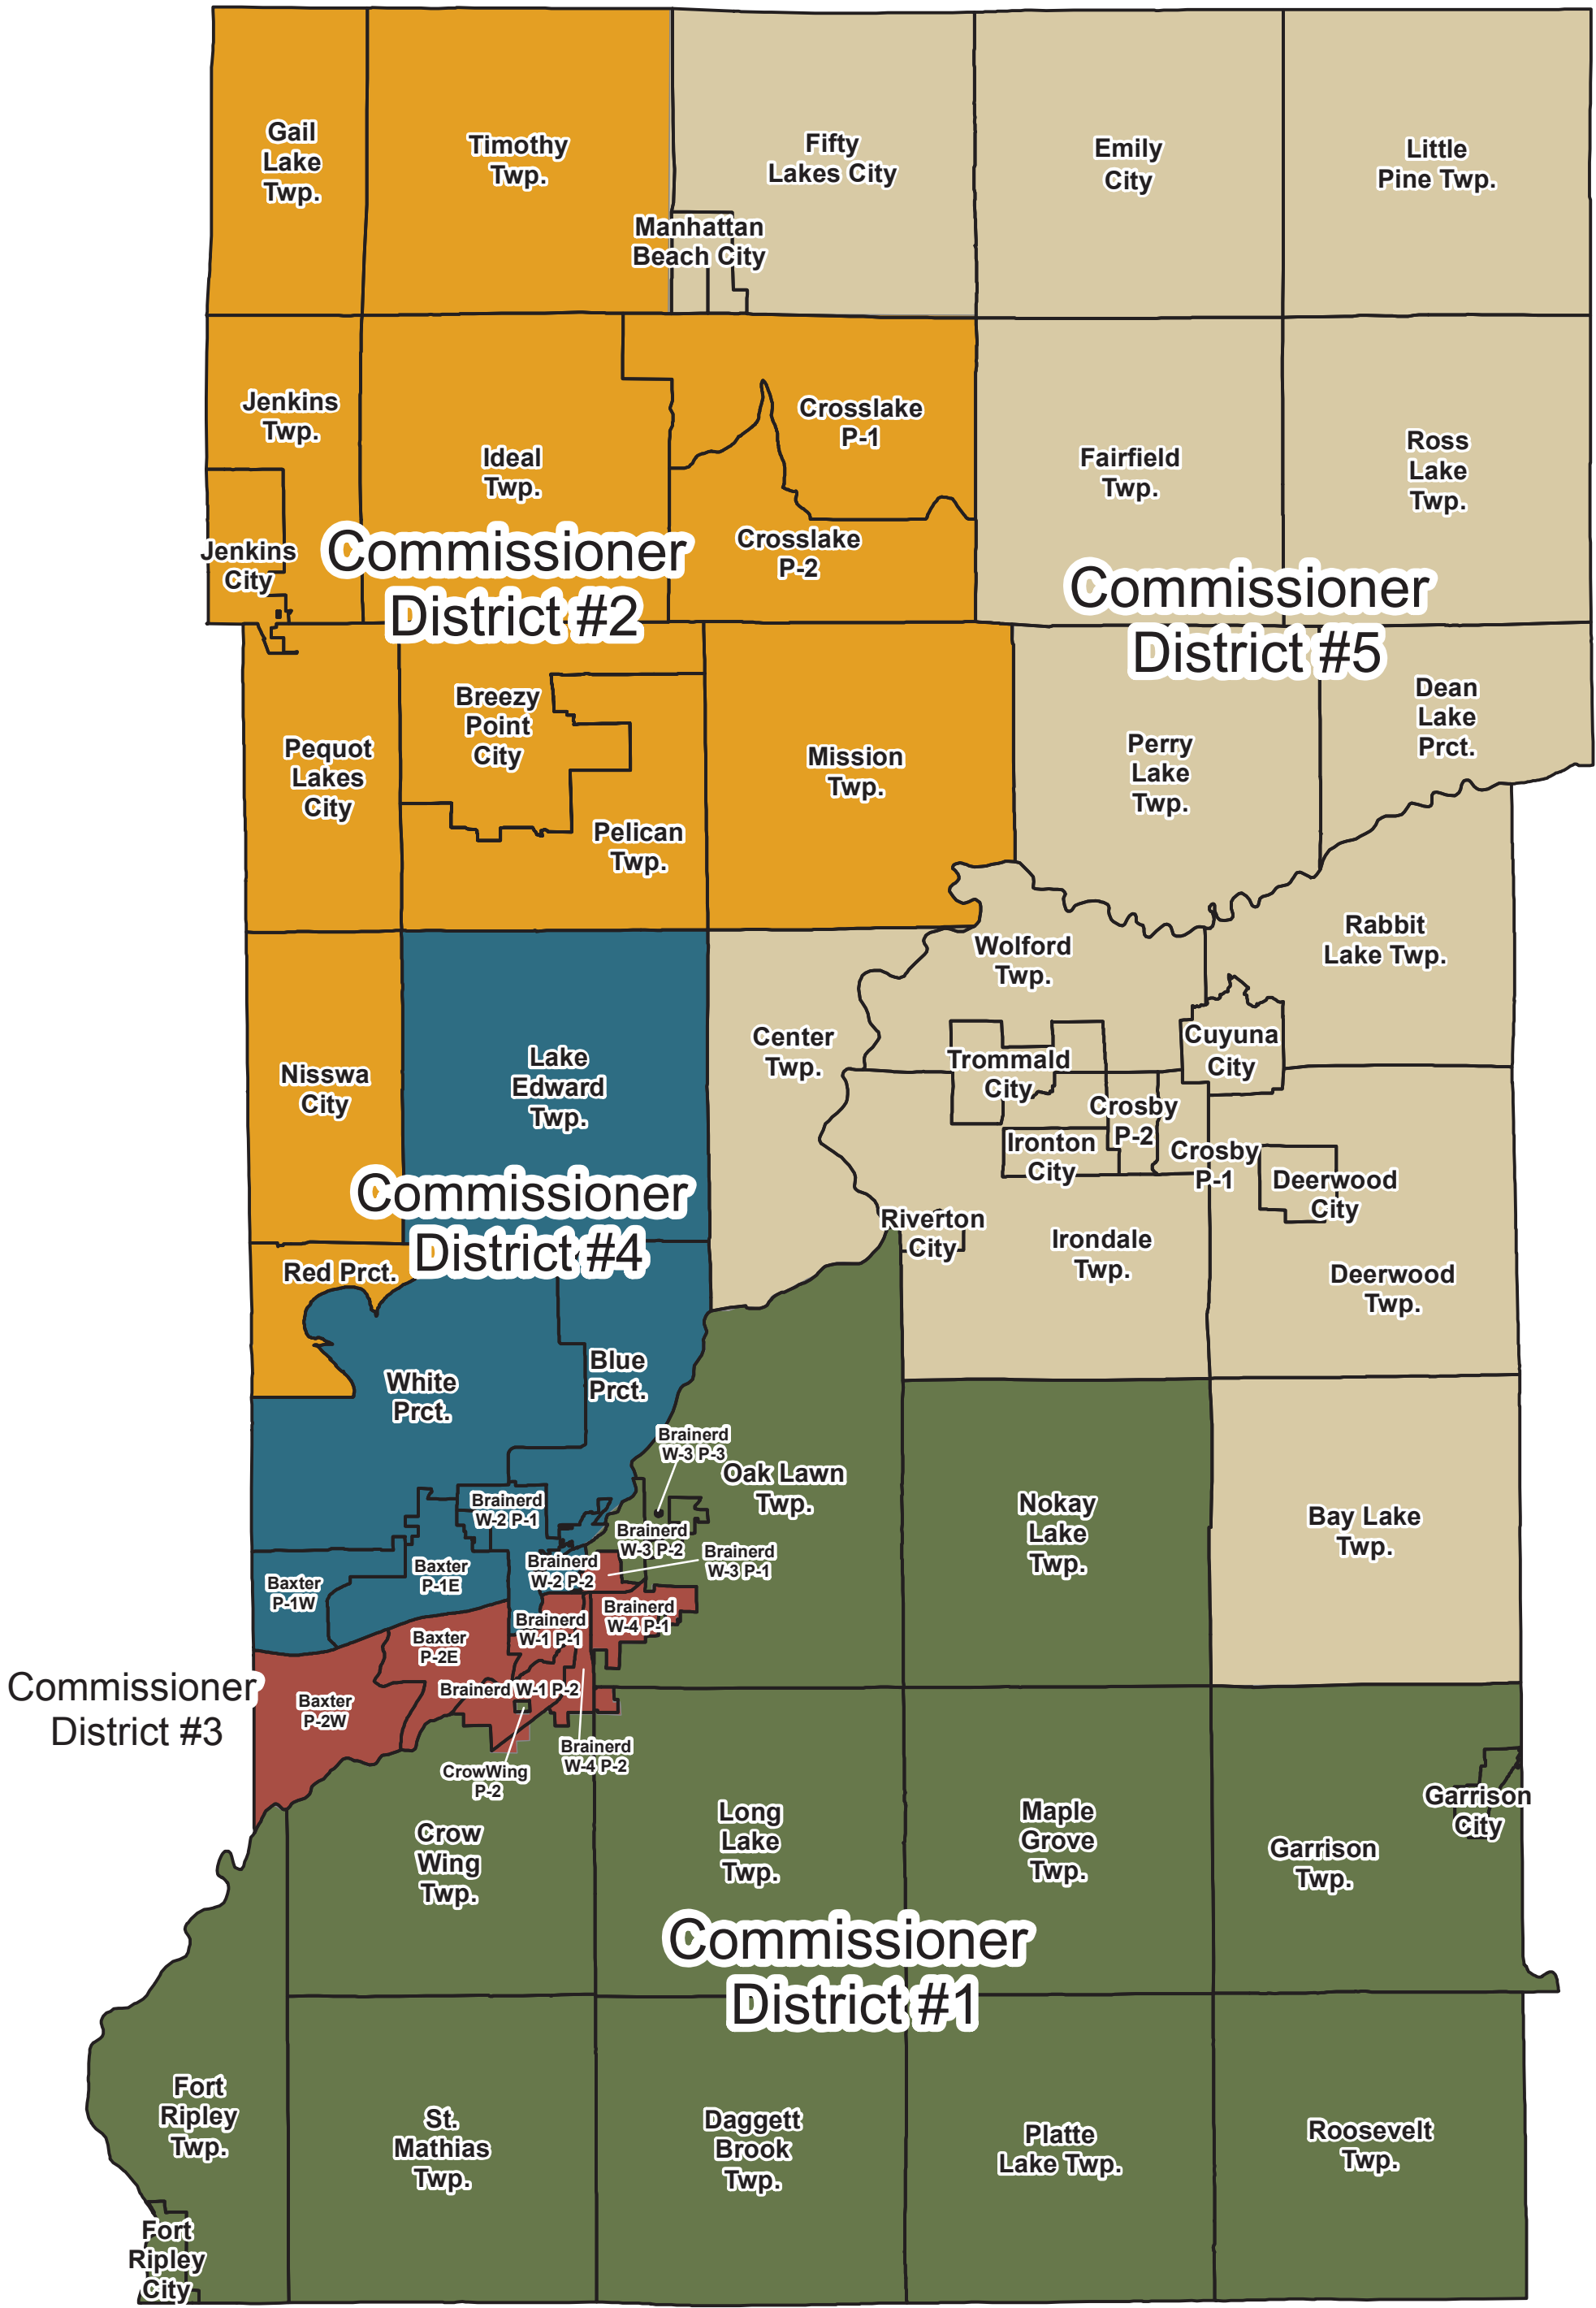 Gail
Lake
Twp.
Timothy
Twp.
Fifty
Lakes City
Emily
City
Little
Pine Twp.
Manhattan
Beach City
Jenkins
Twp.
Ideal
Twp.
Crosslake
P-1
Fairfield
Twp.
Ross
Lake
Twp.
Jenkins
City
Commissioner
District #2
Crosslake
P-2
Commissioner
District #5
Pequot
Lakes
City
Breezy
Point
City
Pelican
Twp.
Mission
Twp.
Perry
Lake
Twp.
Dean
Lake
Prct.
Wolford
Twp.
Rabbit
Lake Twp.
Nisswa
City
Lake
Edward
Twp.
Center
Twp.
Trommald
City
Cuyuna
City
Crosby
P-2
Ironton
City
Crosby
P-1
Deerwood
City
Commissioner
District #4
Riverton
City
Irondale
Twp.
Deerwood
Twp.
Red Prct.
White
Prct.
Blue
Prct.
Brainerd
W-3 P-3
Oak Lawn
Twp.
Nokay
Lake
Twp.
Bay Lake
Twp.
Brainerd
W-2 P-1
Brainerd
W-3 P-2
Brainerd
W-3 P-1
Baxter
P-1W
Baxter
P-1E
Brainerd
W-2 P-2
Brainerd
W-1 P-1
Brainerd
W-4 P-1
Baxter
P-2E
Commissioner
District #3
Baxter
P-2W
Brainerd W-1 P-2
CrowWing
P-2
Brainerd
W-4 P-2
Crow
Wing
Twp.
Long
Lake
Twp.
Maple
Grove
Twp.
Garrison
Twp.
Garrison
City
Commissioner
District #1
Fort
Ripley
Twp.
St.
Mathias
Twp.
Daggett
Brook
Twp.
Platte
Lake Twp.
Roosevelt
Twp.
Fort
Ripley
City